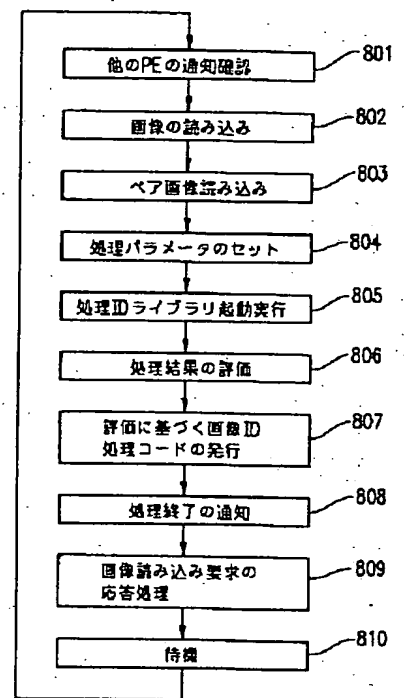 他のPEの通知確認
801
画像の読み込み
802
ペア画像読み込み
803
処理パラメータのセット
804
処理IDライブラリ起動実行
805
処理結果の評価
806
評価に基づく画像ID
処理コードの発行
807
処理終了の通知
808
画像読み込み要求の
応答処理
809
待機
810